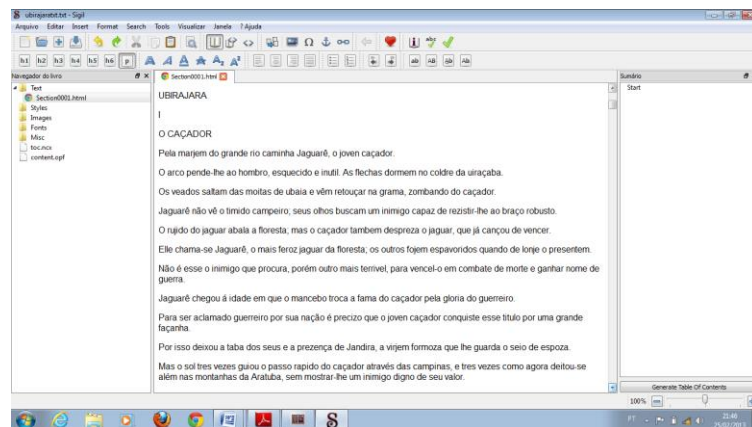 ubirajaratxt.txt - Sigil
Arquivo Editar Insert Format Search Tools Visualizar Janela ? Ajuda
h1 h2 h3 h4 h5 h6 p
Navegador do livro
Text
Section0001.html
Styles
Images
Fonts
Misc
toc.ncx
content.opf
Section0001.html
UBIRAJARA
I
O CAÇADOR
Pela marjem do grande rio caminha Jaguarê, o joven caçador.
O arco pende-lhe ao hombro, esquecido e inutil. As flechas dormem no coldre da uiraçaba.
Os veados saltam das moitas de ubaia e vêm retouçar na grama, zombando do caçador.
Jaguarê não vê o timido campeiro; seus olhos buscam um inimigo capaz de rezistir-lhe ao braço robusto.
O rujido do jaguar abala a floresta; mas o caçador tambem despreza o jaguar, que já cançou de vencer.
Elle chama-se Jaguarê, o mais feroz jaguar da floresta; os outros fojem espavoridos quando de lonje o presentem.
Não é esse o inimigo que procura, porém outro mais terrivel, para vencel-o em combate de morte e ganhar nome de
guerra.
Jaguarê chegou á idade em que o mancebo troca a fama do caçador pela gloria do guerreiro.
Para ser aclamado guerreiro por sua nação é precizo que o joven caçador conquiste esse titulo por uma grande
façanha.
Por isso deixou a taba dos seus e a prezença de Jandira, a virjem formoza que lhe guarda o seio de espoza.
Mas o sol tres vezes guiou o passo rapido do caçador através das campinas, e tres vezes como agora deitou-se
além nas montanhas da Aratuba, sem mostrar-lhe um inimigo digno de seu valor.
Sumário
Start
Generate Table Of Contents
100%
PT
21:48